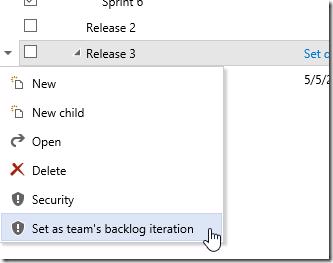 Sprint 6
Release 2
Release 3
Set
5/5/2
New
New child
Open
Delete
Security
Set as team's backlog iteration